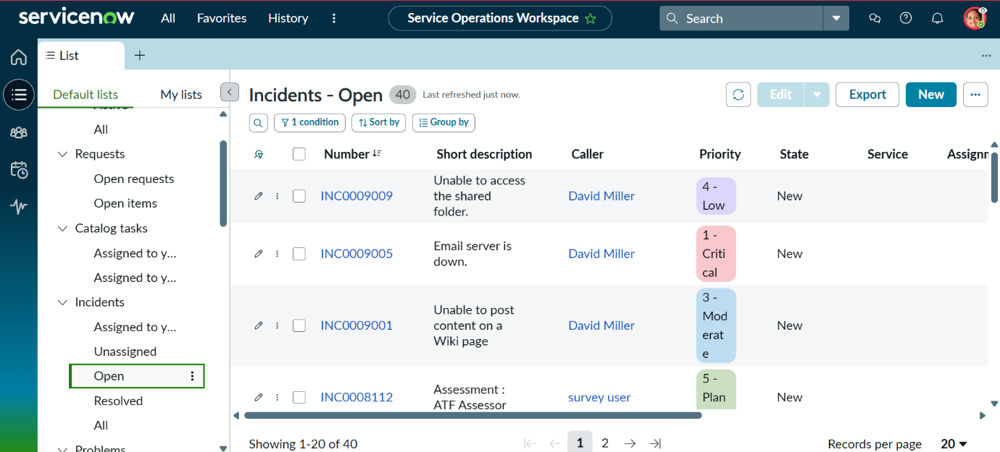 servicenow All Favorites History Service Operations Workspace Search
List
Default lists My lists
Active
All
Requests
Open requests
Open items
Catalog tasks
Assigned to y...
Assigned to y...
Incidents
Assigned to y...
Unassigned
Open
Resolved
All
Problems
Incidents - Open 40 Last refreshed just now. Edit Export New
1 condition Sort by Group by
Number Short description Caller Priority State Service Assignm
INC0009009 Unable to access the shared folder. David Miller 4 - Low New
INC0009005 Email server is down. David Miller 1 - Critical New
INC0009001 Unable to post content on a Wiki page David Miller 3 - Moderate New
INC0008112 Assessment : ATF Assessor survey user 5 - Plan New
Showing 1-20 of 40 1 2 Records per page 20